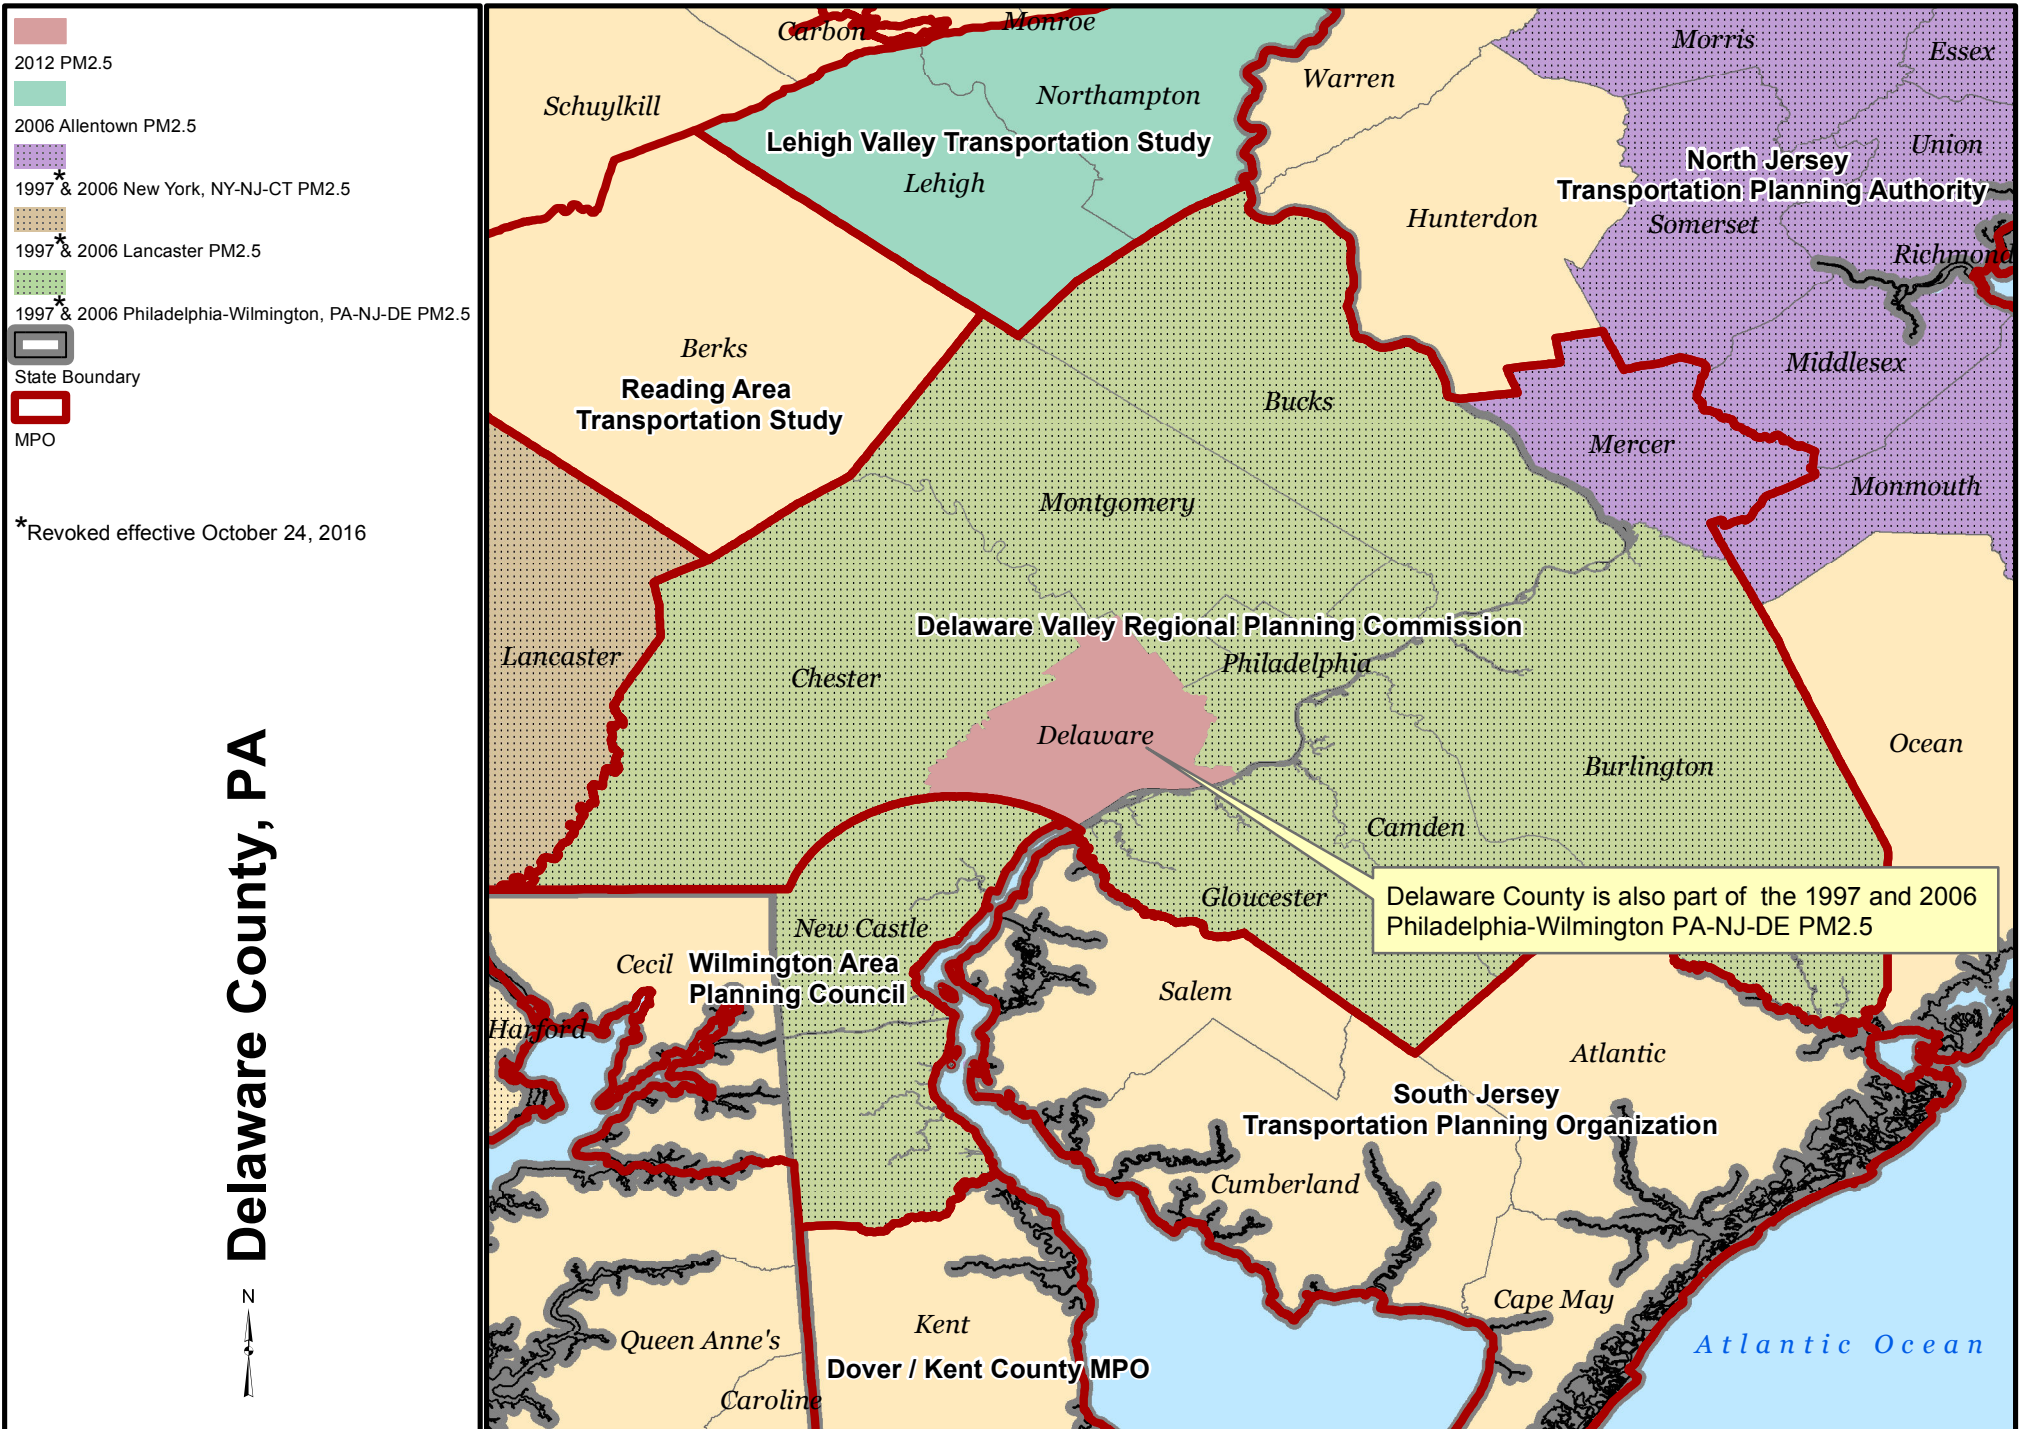 2012 PM2.5
2006 Allentown PM2.5
*
1997 & 2006 New York, NY-NJ-CT PM2.5
*
1997 & 2006 Lancaster PM2.5
*
1997 & 2006 Philadelphia-Wilmington, PA-NJ-DE PM2.5
State Boundary
MPO
*Revoked effective October 24, 2016
Delaware County, PA
N
Carbon
Monroe
Schuylkill
Northampton
Lehigh Valley Transportation Study
Lehigh
Warren
Morris
Essex
Union
North Jersey
Transportation Planning Authority
Hunterdon
Somerset
Richmond
Berks
Reading Area
Transportation Study
Bucks
Middlesex
Mercer
Monmouth
Montgomery
Delaware Valley Regional Planning Commission
Lancaster
Chester
Philadelphia
Delaware
Ocean
Burlington
Camden
Gloucester
Delaware County is also part of the 1997 and 2006
Philadelphia-Wilmington PA-NJ-DE PM2.5
New Castle
Cecil
Wilmington Area
Planning Council
Harford
Salem
Atlantic
South Jersey
Transportation Planning Organization
Cumberland
Cape May
Queen Anne's
Kent
Dover / Kent County MPO
Caroline
Atlantic Ocean